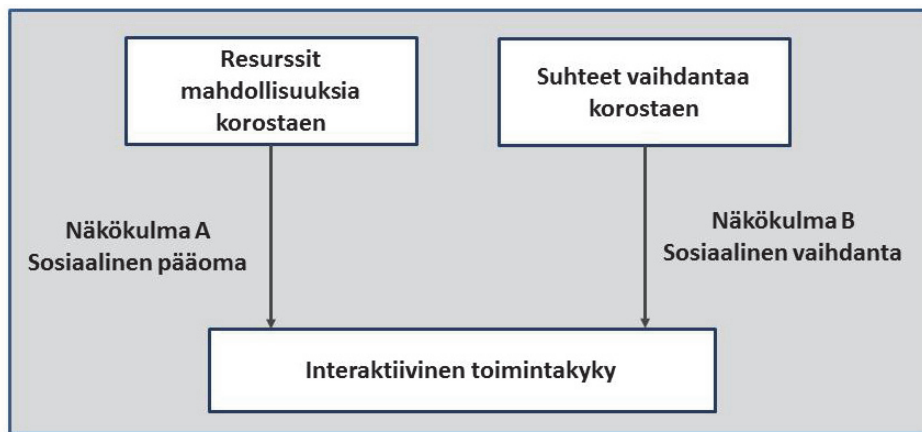 Resurssit
mahdollisuuksia
korostaen
Suhteet vaihdantaa
korostaen
Näkökulma A
Sosiaalinen pääoma
Näkökulma B
Sosiaalinen vaihdanta
Interaktiivinen toimintakyky